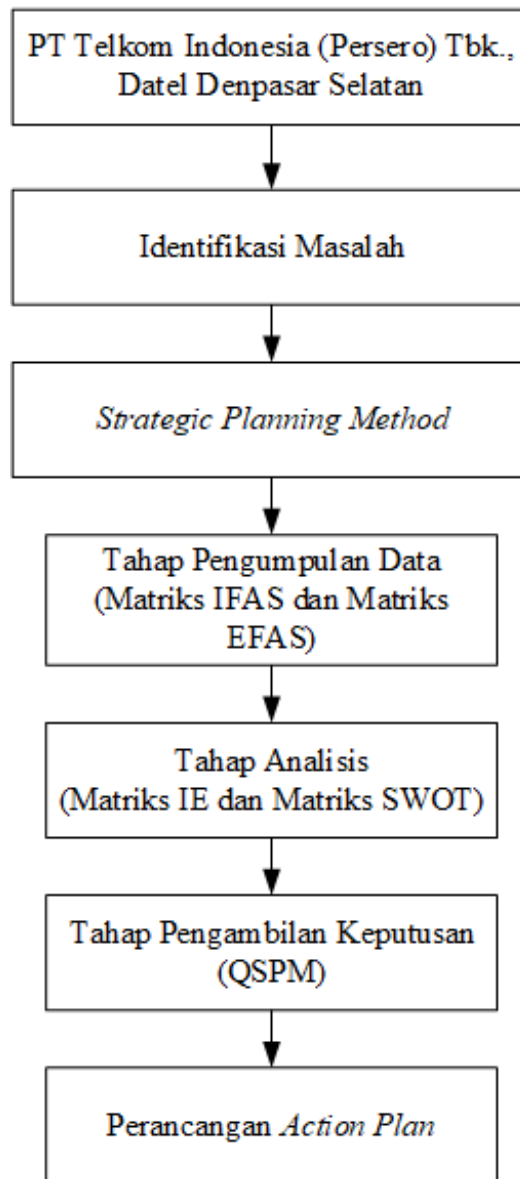 PT Telkom Indonesia (Persero) Tbk.,
Datel Denpasar Selatan
Identifikasi Masalah
Strategic Planning Method
Tahap Pengumpulan Data
(Matriks IFAS dan Matriks
EFAS)
Tahap Analisis
(Matriks IE dan Matriks SWOT)
Tahap Pengambilan Keputusan
(QSPM)
Perancangan Action Plan